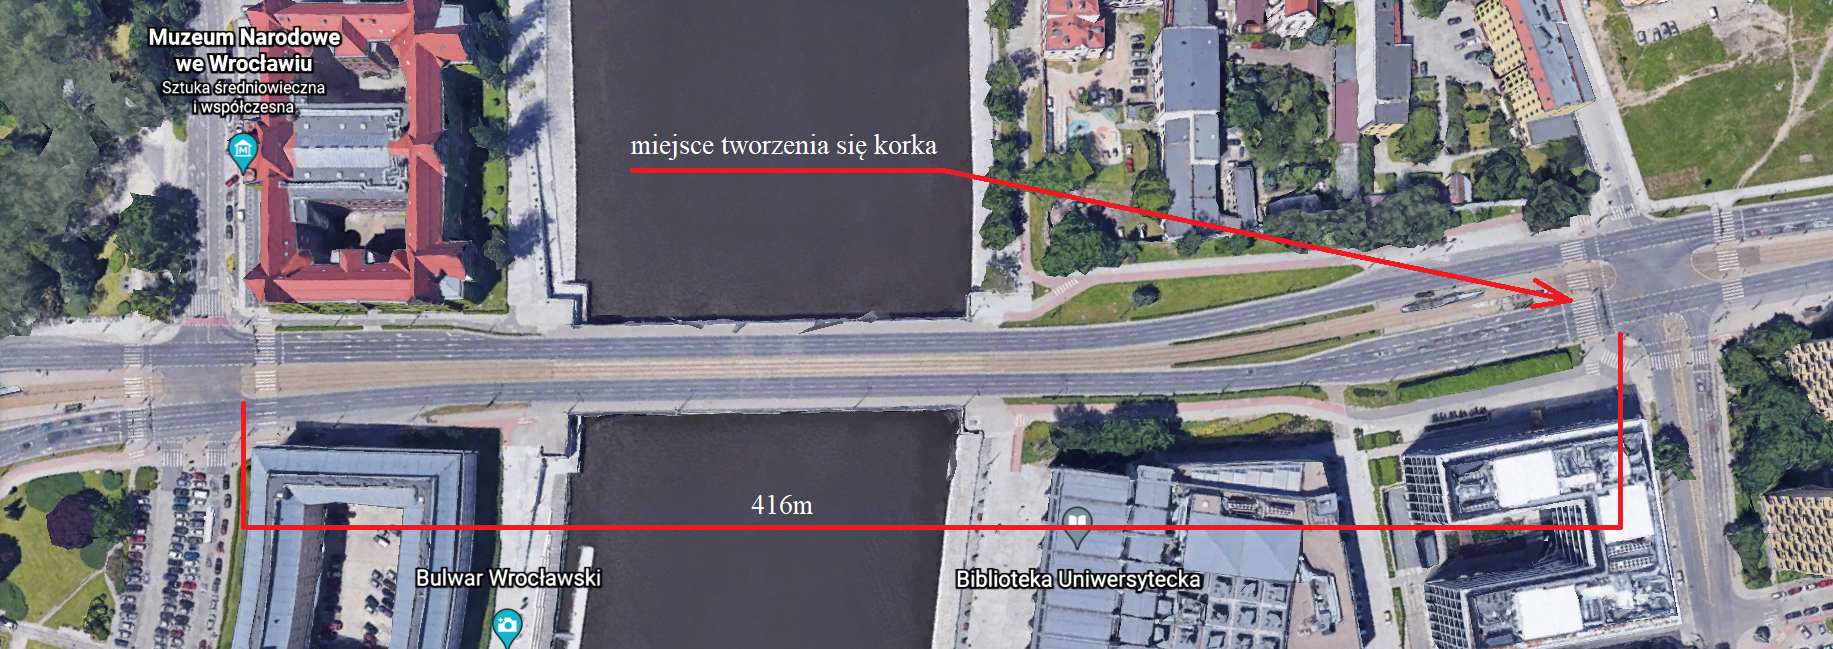 Muzeum Narodowe
we Wrocławiu
Sztuka średniowieczna
i współczesna
miejsce tworzenia się korka
416m
Bulwar Wrocławski
Biblioteka Uniwersytecka